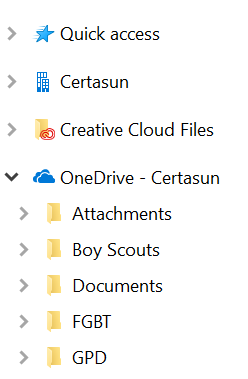 Quick access
Certasun
Creative Cloud Files
OneDrive - Certasun
Attachments
Boy Scouts
Documents
FGBT
GPD